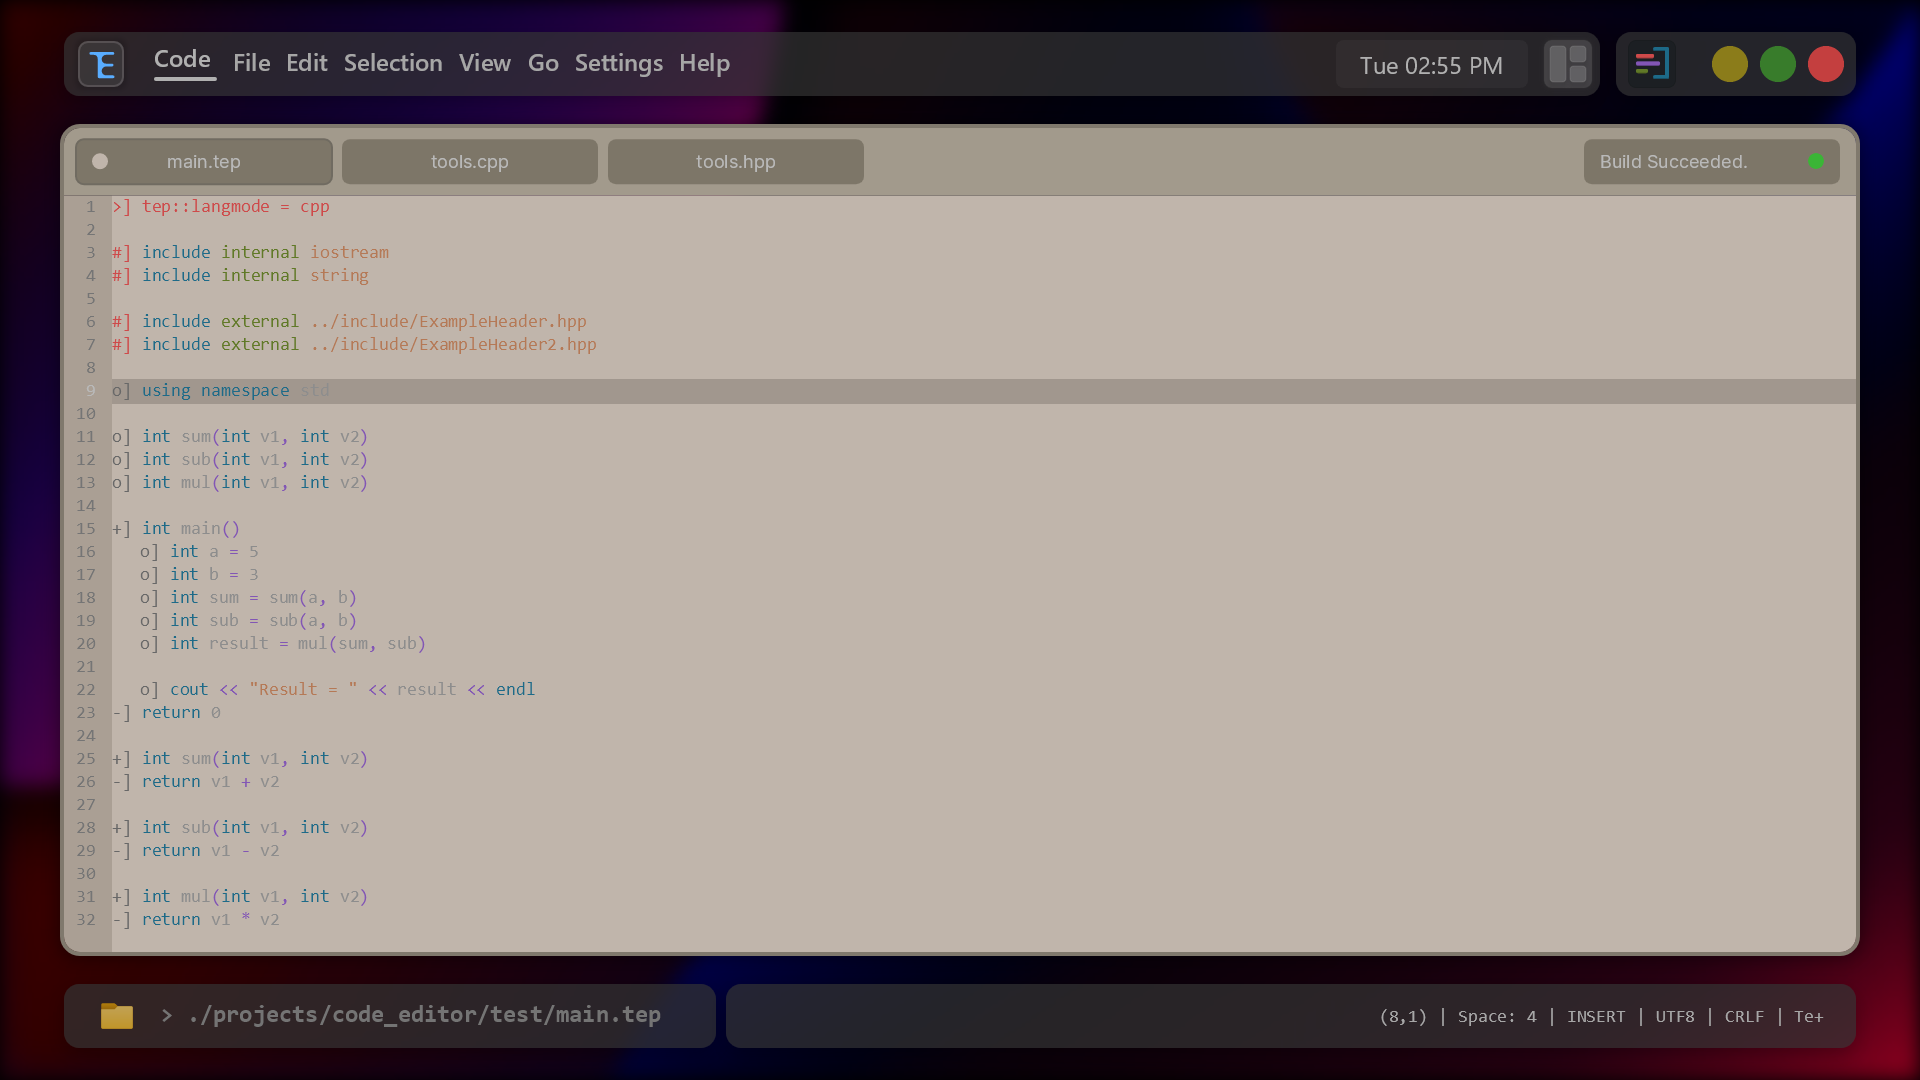 Code File Edit Selection View Go Settings Help
Tue 02:55 PM
main.tep tools.cpp tools.hpp Build Succeeded.
1 >] tep::langmode = cpp
2
3 #] include internal iostream
4 #] include internal string
5
6 #] include external ../include/ExampleHeader.hpp
7 #] include external ../include/ExampleHeader2.hpp
8
9 o] using namespace std
10
11 o] int sum(int v1, int v2)
12 o] int sub(int v1, int v2)
13 o] int mul(int v1, int v2)
14
15 +] int main()
16 o] int a = 5
17 o] int b = 3
18 o] int sum = sum(a, b)
19 o] int sub = sub(a, b)
20 o] int result = mul(sum, sub)
21
22 o] cout << "Result = " << result << endl
23 -] return 0
24
25 +] int sum(int v1, int v2)
26 -] return v1 + v2
27
28 +] int sub(int v1, int v2)
29 -] return v1 - v2
30
31 +] int mul(int v1, int v2)
32 -] return v1 * v2
> ./projects/code_editor/test/main.tep
(8,1) | Space: 4 | INSERT | UTF8 | CRLF | Te+